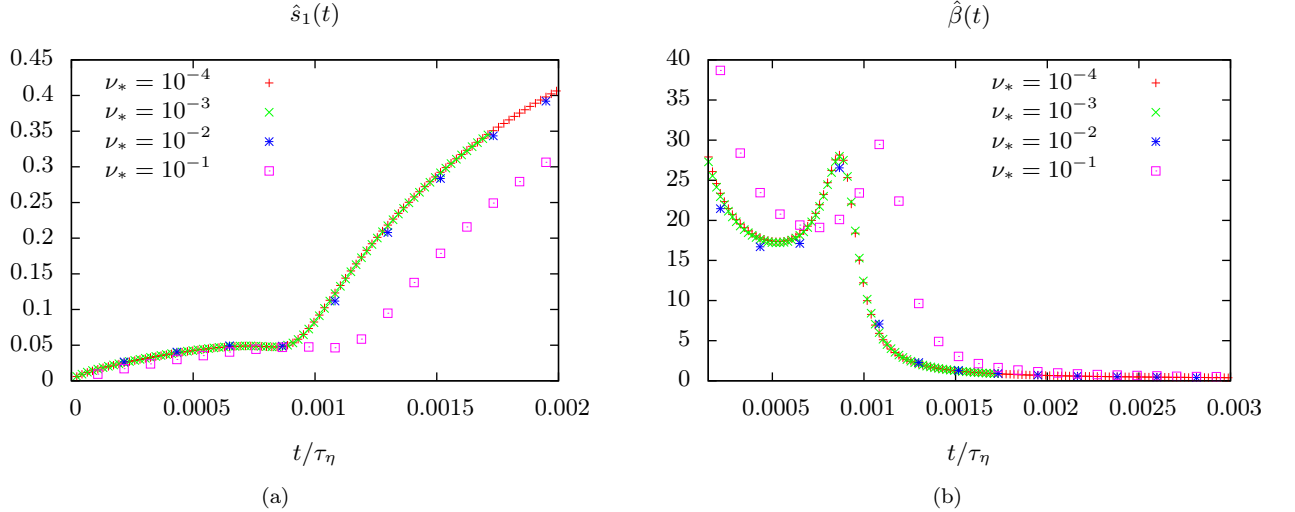 ŝ₁(t)
0.45
0.4
0.35
0.3
0.25
0.2
0.15
0.1
0.05
0
ν* = 10⁻⁴
ν* = 10⁻³
ν* = 10⁻²
ν* = 10⁻¹
0 0.0005 0.001 0.0015 0.002
t/τ_η
(a)
β̂(t)
40
35
30
25
20
15
10
5
0
ν* = 10⁻⁴
ν* = 10⁻³
ν* = 10⁻²
ν* = 10⁻¹
0.0005 0.001 0.0015 0.002 0.0025 0.003
t/τ_η
(b)